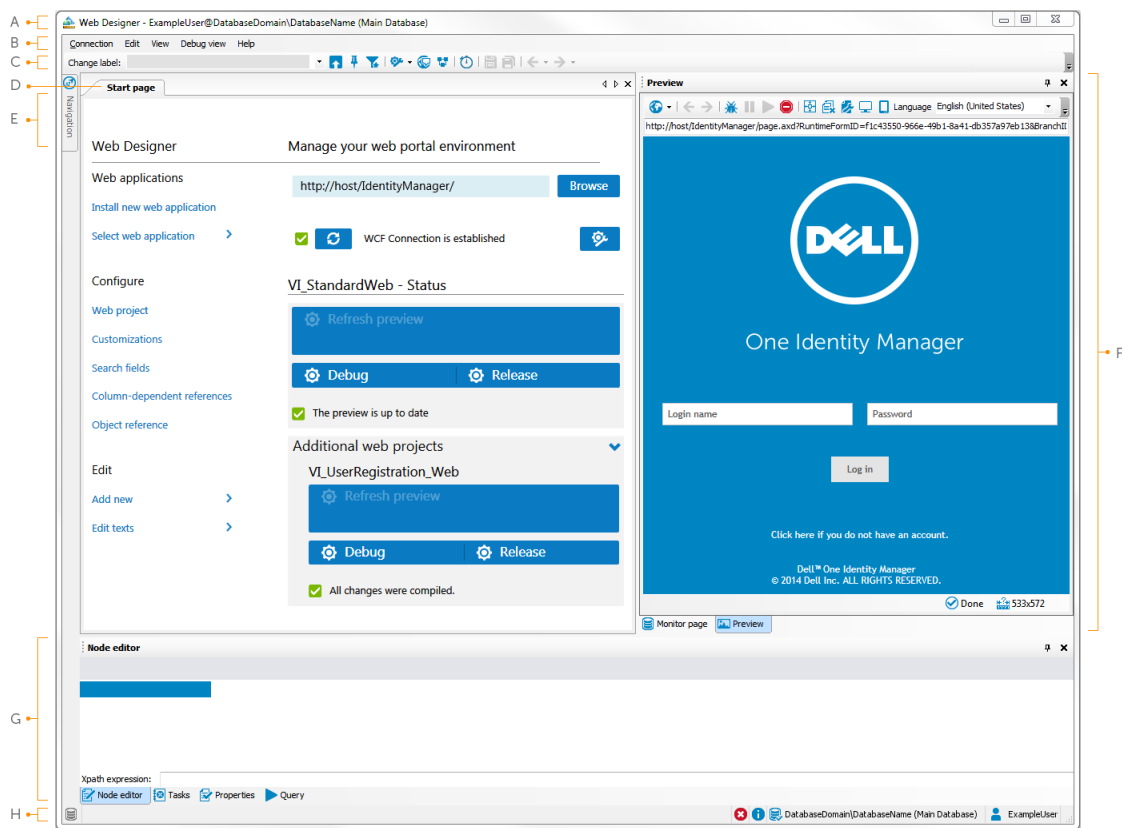 A
Web Designer - ExampleUser@DatabaseDomain\DatabaseName (Main Database)
B
Connection Edit View Debug view Help
C
Change label:
D
Start page
Preview
E
Navigation
Language English (United States)
http://host/IdentityManager/page.axd?RuntimeFormID=f1c43550-966e-49b1-8a41-db357a97eb13&BranchII
Web Designer
Manage your web portal environment
Web applications
http://host/IdentityManager/
Browse
Install new web application
Select web application
WCF Connection is established
DELL
Configure
VI_StandardWeb - Status
Web project
Refresh preview
Customizations
One Identity Manager
F
Search fields
Debug
Release
Column-dependent references
The preview is up to date
Login name
Password
Object reference
Additional web projects
Edit
VI_UserRegistration_Web
Log in
Add new
Refresh preview
Edit texts
Click here if you do not have an account.
Debug
Release
Dell™ One Identity Manager
© 2014 Dell Inc. ALL RIGHTS RESERVED.
All changes were compiled.
Done
533x572
Monitor page
Preview
Node editor
G
Xpath expression:
Node editor Tasks Properties Query
H
DatabaseDomain\DatabaseName (Main Database)
ExampleUser